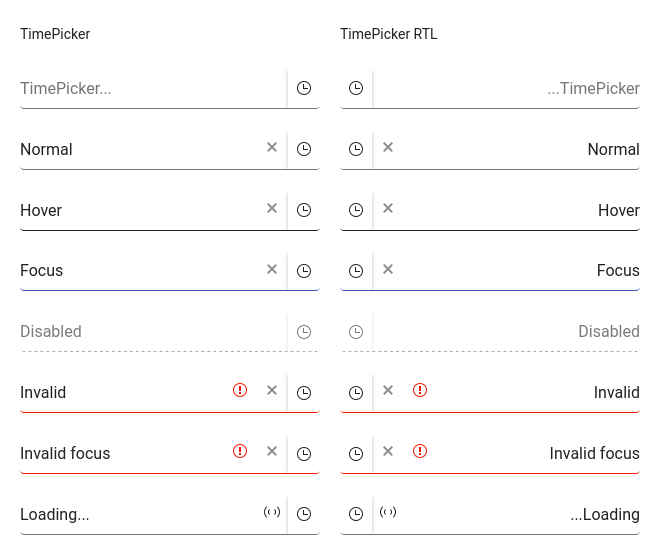 TimePicker
TimePicker RTL
TimePicker...
...TimePicker
Normal
Normal
Hover
Hover
Focus
Focus
Disabled
Disabled
Invalid
Invalid
Invalid focus
Invalid focus
Loading...
...Loading